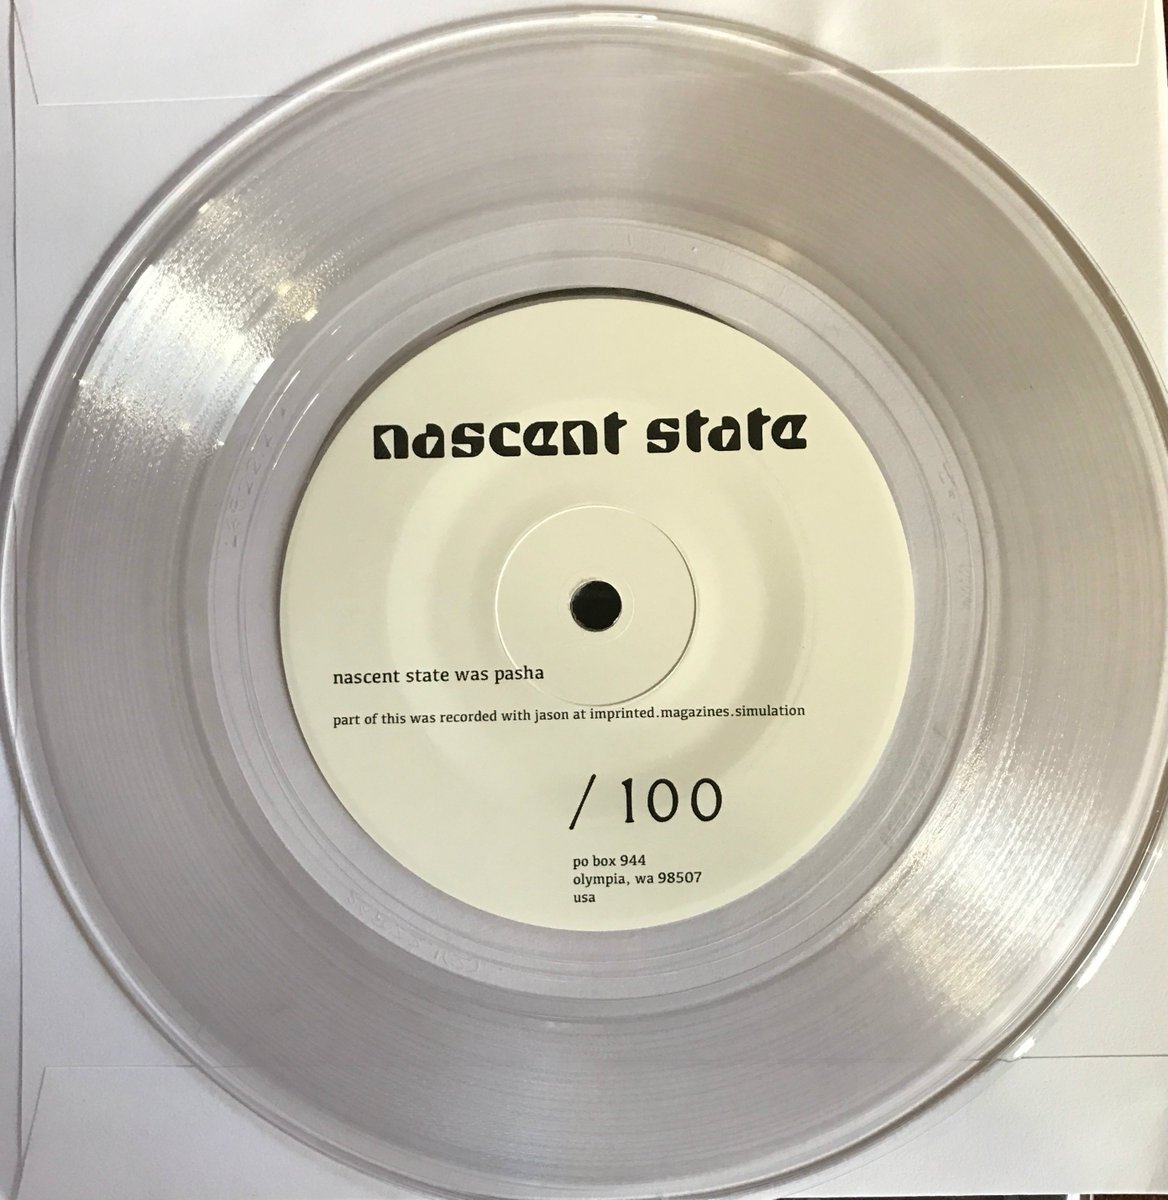 nascent state
nascent state was pasha
part of this was recorded with jason at imprinted.magazines.simulation
/ 100
po box 944
olympia, wa 98507
usa